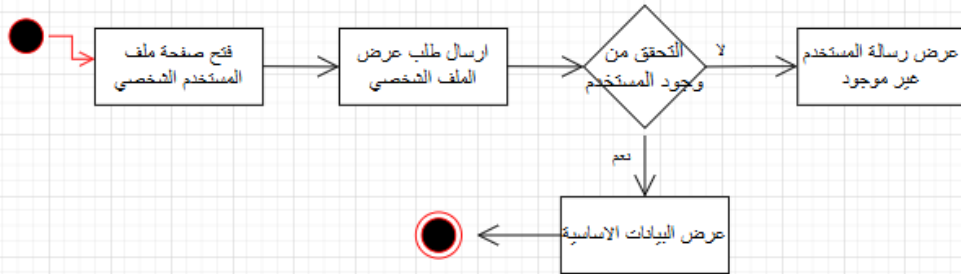 فتح صفحة ملف
المستخدم الشخصي
ارسال طلب عرض
الملف الشخصي
التحقق من
وجود المستخدم
لا
عرض رسالة المستخدم
غير موجود
نعم
عرض البيانات الاساسية